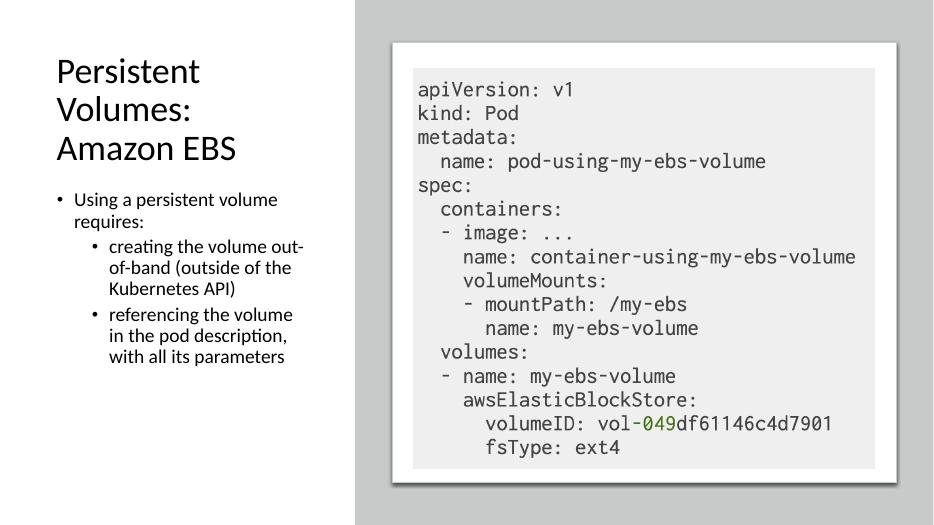 Persistent
Volumes:
Amazon EBS
• Using a persistent volume
requires:
• creating the volume out-
of-band (outside of the
Kubernetes API)
• referencing the volume
in the pod description,
with all its parameters
apiVersion: v1
kind: Pod
metadata:
  name: pod-using-my-ebs-volume
spec:
  containers:
  - image: ...
    name: container-using-my-ebs-volume
    volumeMounts:
    - mountPath: /my-ebs
      name: my-ebs-volume
  volumes:
  - name: my-ebs-volume
    awsElasticBlockStore:
      volumeID: vol-049df61146c4d7901
      fsType: ext4